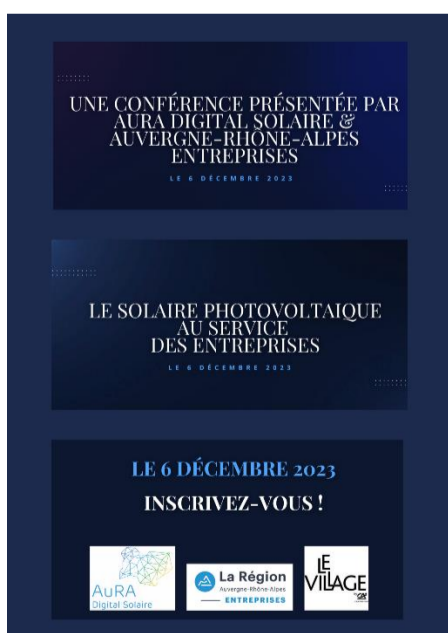 UNE CONFÉRENCE PRÉSENTÉE PAR
AURA DIGITAL SOLAIRE &
AUVERGNE-RHÔNE-ALPES
ENTREPRISES
LE 6 DÉCEMBRE 2023
LE SOLAIRE PHOTOVOLTAIQUE
AU SERVICE
DES ENTREPRISES
LE 6 DÉCEMBRE 2023
LE 6 DÉCEMBRE 2023
INSCRIVEZ-VOUS !
AuRA
Digital Solaire
La Région
Auvergne-Rhône-Alpes
ENTREPRISES
LE
VILLAGE
by CA